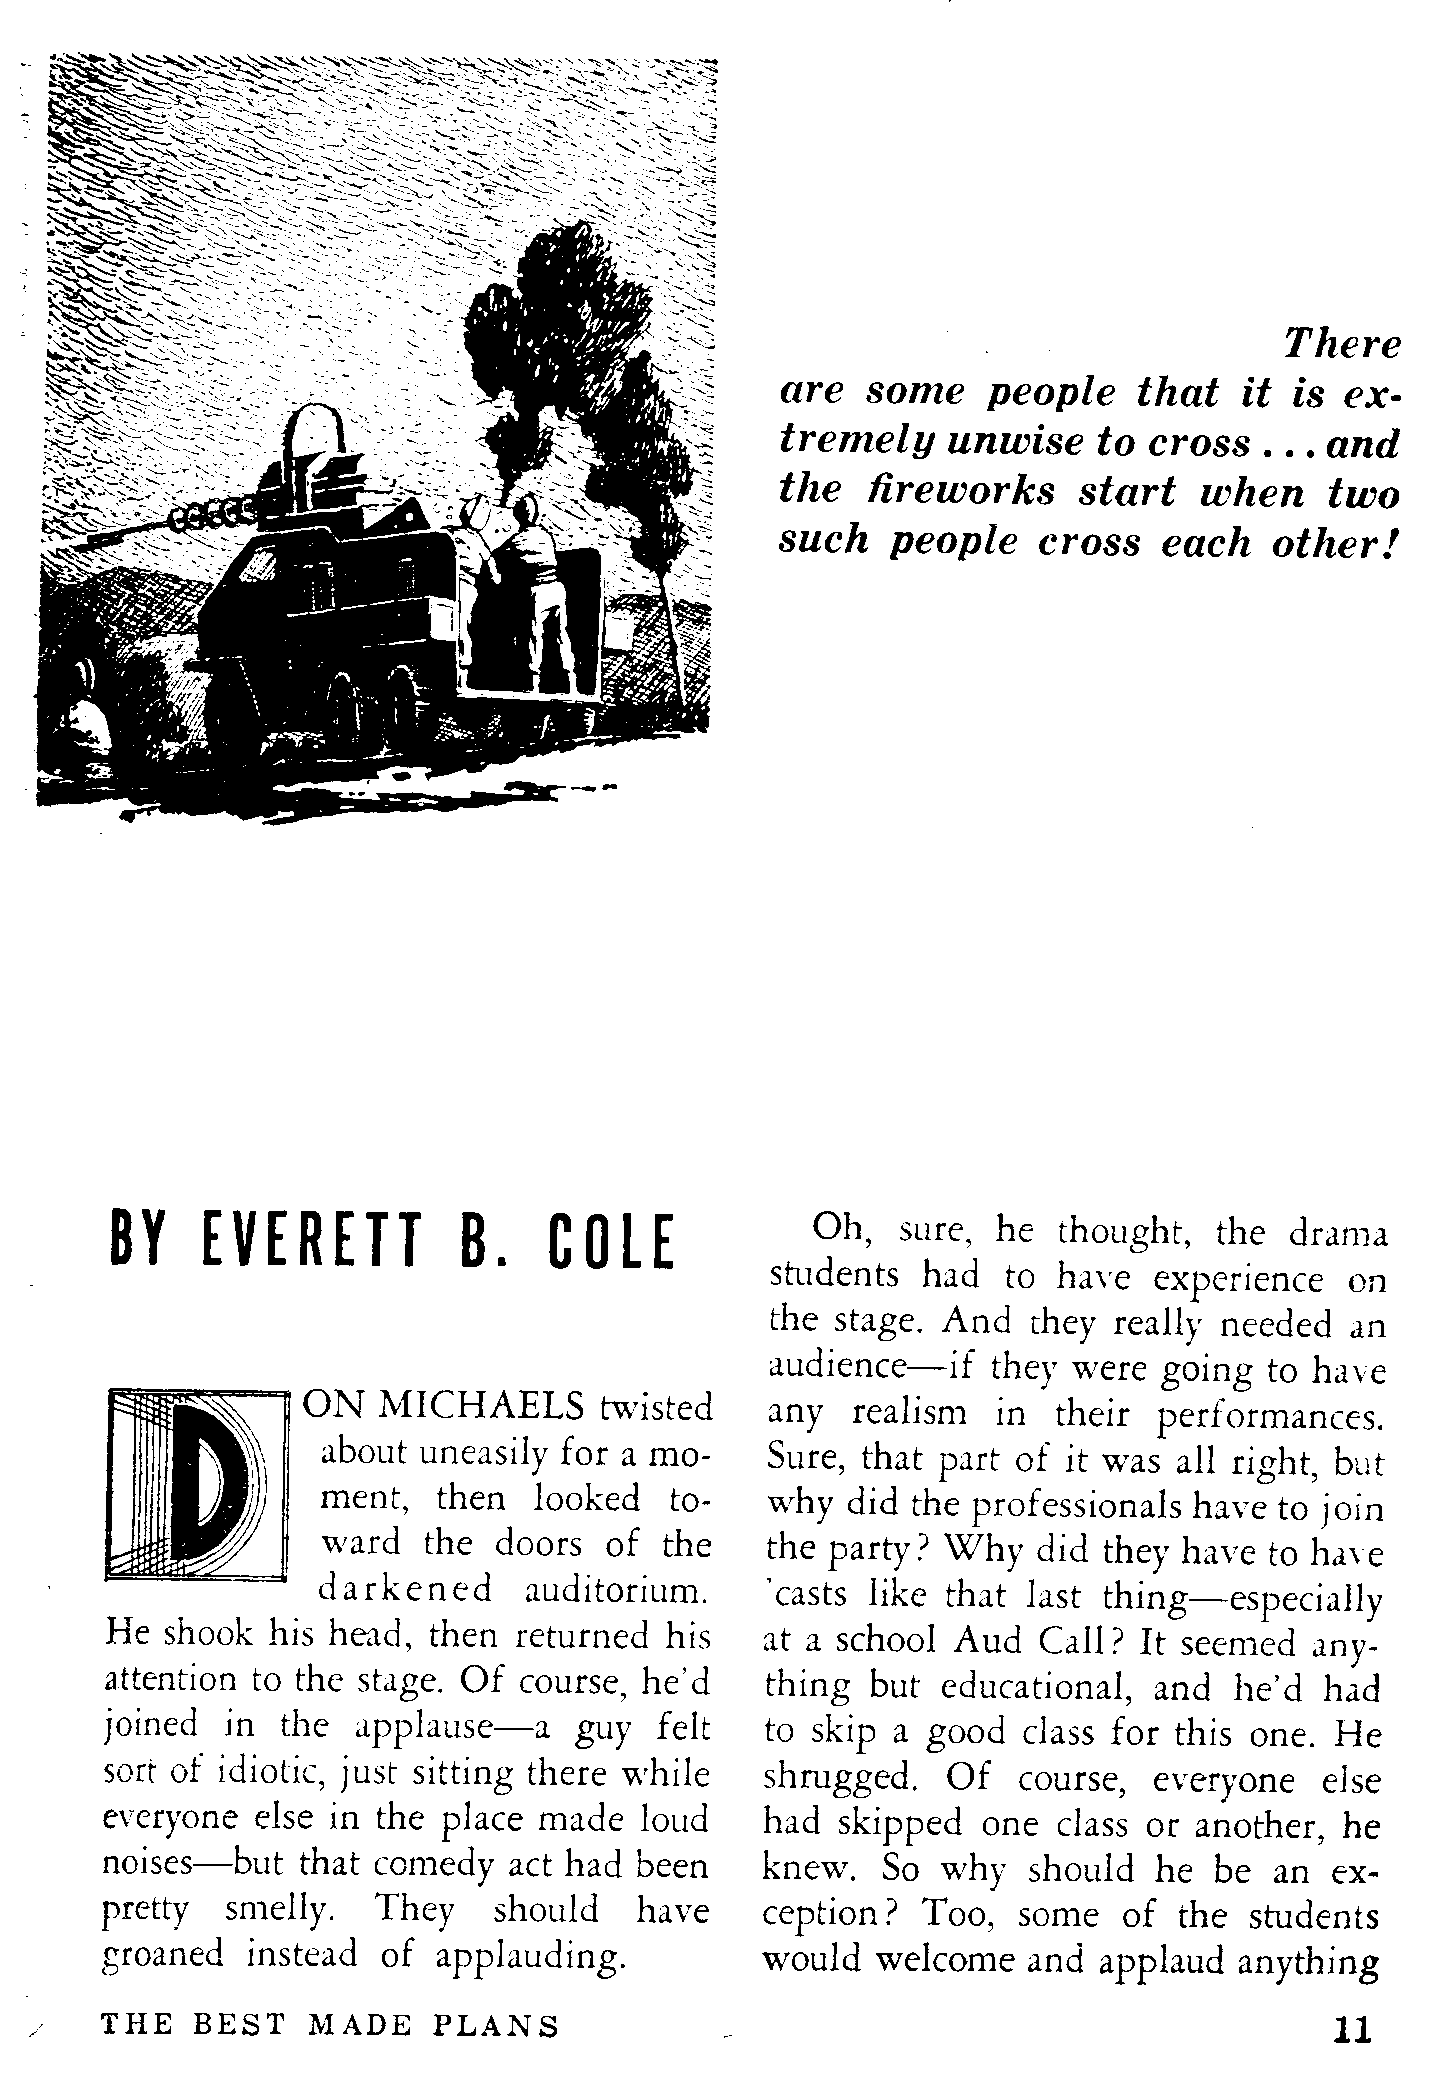 There
are some people that it is ex-
tremely unwise to cross . . . and
the fireworks start when two
such people cross each other!
BY EVERETT B. COLE
DON MICHAELS twisted
about uneasily for a mo-
ment, then looked to-
ward the doors of the
darkened auditorium.
He shook his head, then returned his
attention to the stage. Of course, he'd
joined in the applause—a guy felt
sort of idiotic, just sitting there while
everyone else in the place made loud
noises—but that comedy act had been
pretty smelly. They should have
groaned instead of applauding.
Oh, sure, he thought, the drama
students had to have experience on
the stage. And they really needed an
audience—if they were going to have
any realism in their performances.
Sure, that part of it was all right, but
why did the professionals have to join
the party? Why did they have to have
'casts like that last thing—especially
at a school Aud Call? It seemed any-
thing but educational, and he'd had
to skip a good class for this one. He
shrugged. Of course, everyone else
had skipped one class or another, he
knew. So why should he be an ex-
ception? Too, some of the students
would welcome and applaud anything
THE BEST MADE PLANS
11